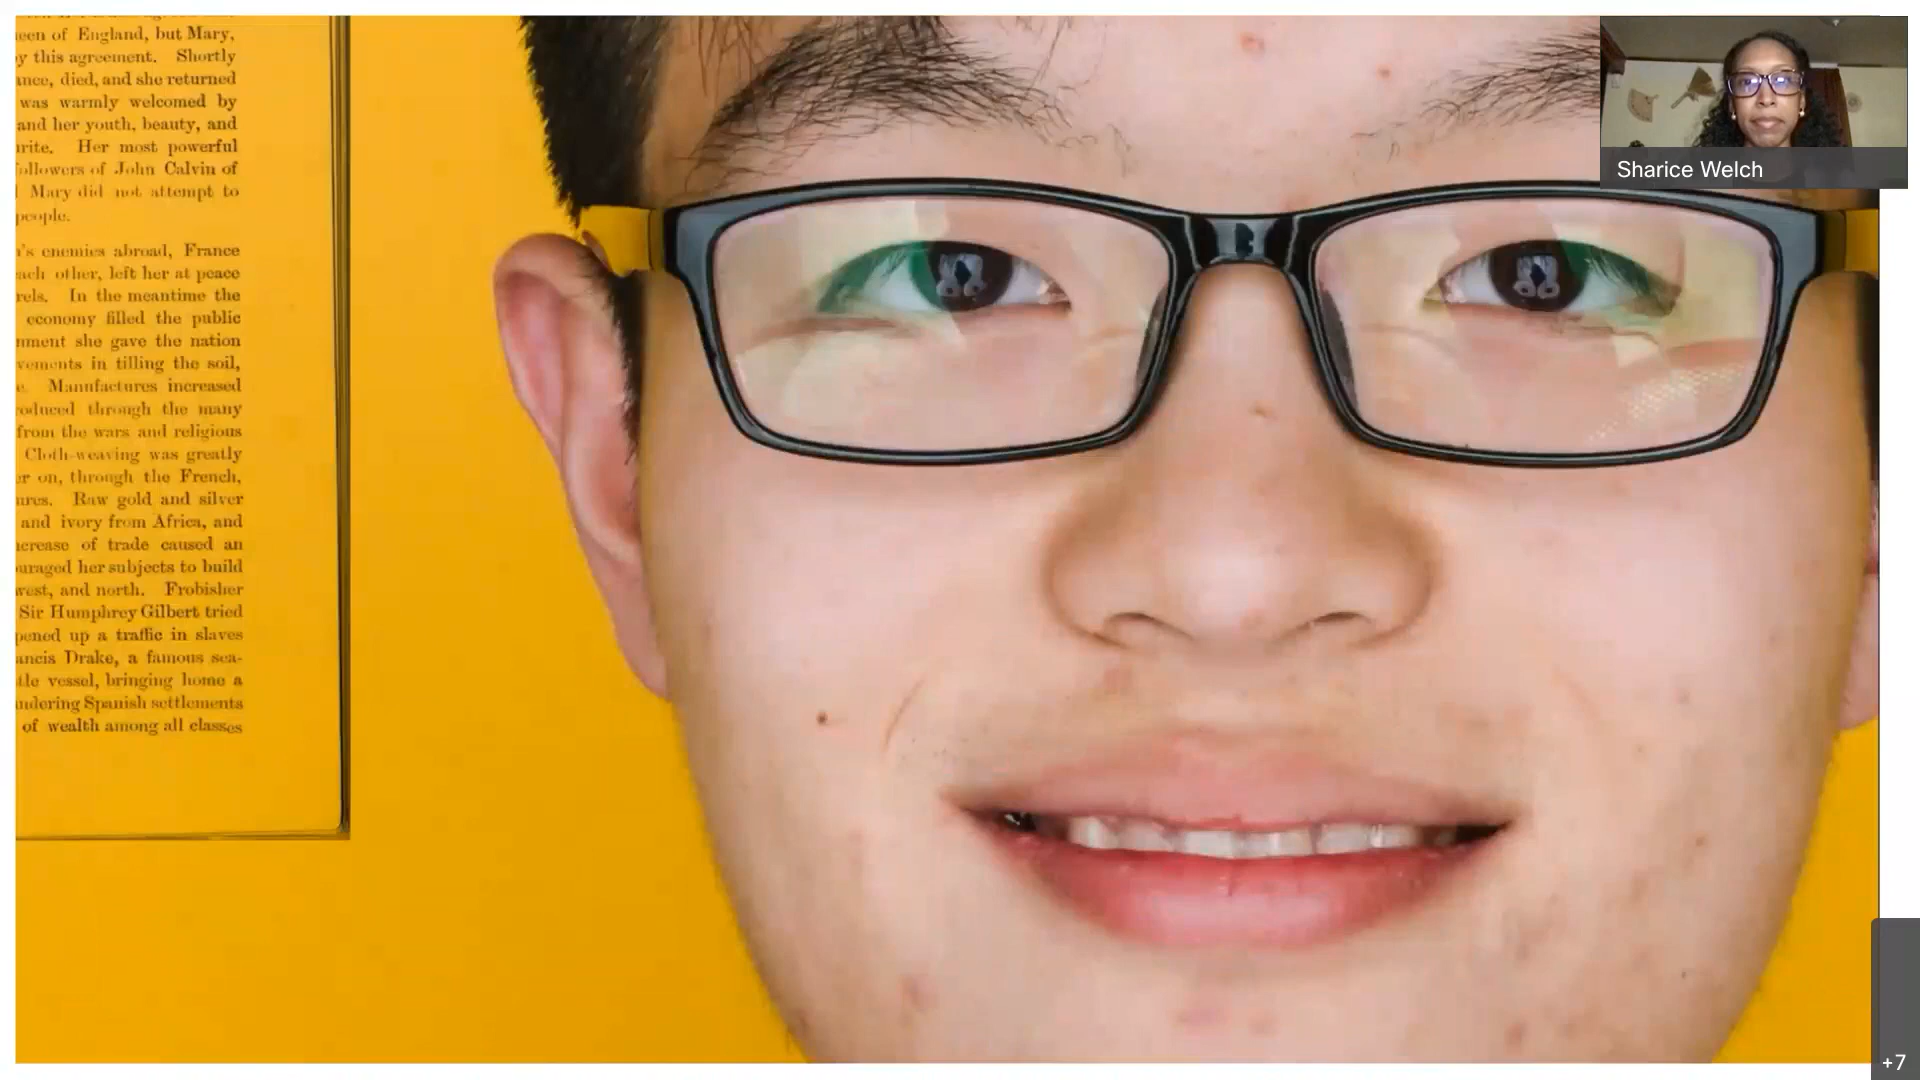 een of England, but Mary,
y this agreement. Shortly
ance, died, and she returned
was warmly welcomed by
and her youth, beauty, and
rite. Her most powerful
ollowers of John Calvin of
Mary did not attempt to
people.
's enemies abroad, France
ach other, left her at peace
rels. In the meantime the
economy filled the public
nment she gave the nation
vements in tilling the soil,
e. Manufactures increased
roduced through the many
from the wars and religious
Cloth-weaving was greatly
er on, through the French,
ures. Raw gold and silver
and ivory from Africa, and
ncrease of trade caused an
uraged her subjects to build
west, and north. Frobisher
Sir Humphrey Gilbert tried
pened up a traffic in slaves
ancis Drake, a famous sea-
tle vessel, bringing home a
ndering Spanish settlements
of wealth among all classes
Sharice Welch
+7